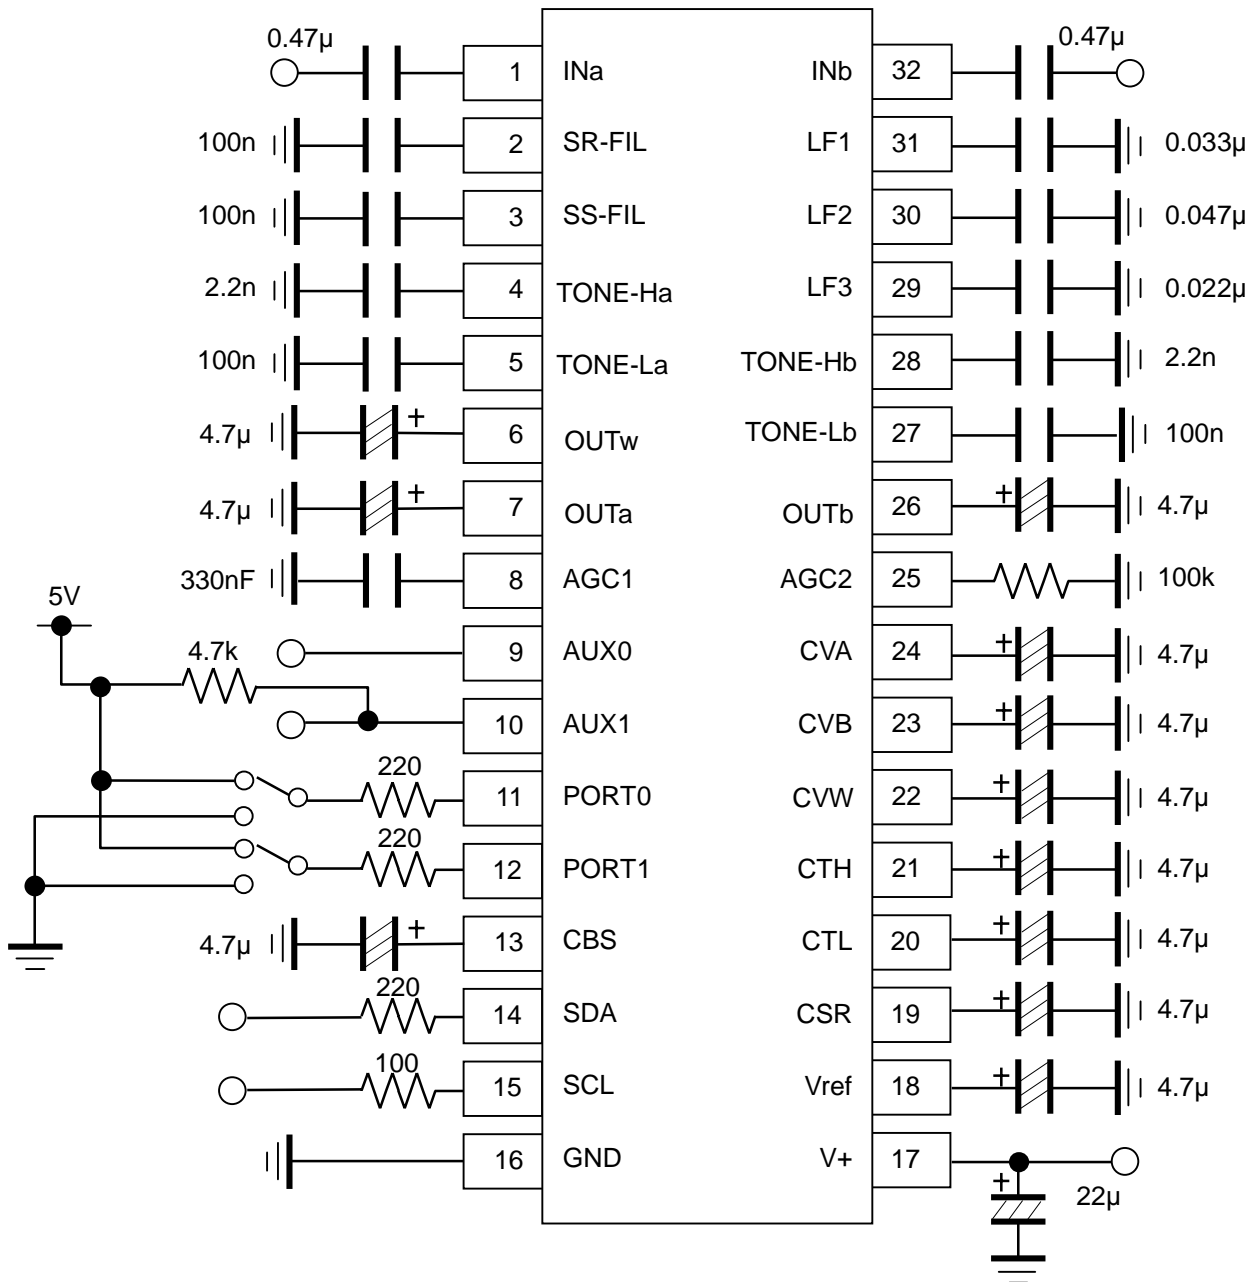 0.47µ 1 INa INb 32 0.47µ
100n 2 SR-FIL LF1 31 0.033µ
100n 3 SS-FIL LF2 30 0.047µ
2.2n 4 TONE-Ha LF3 29 0.022µ
100n 5 TONE-La TONE-Hb 28 2.2n
4.7µ + 6 OUTw TONE-Lb 27 100n
4.7µ + 7 OUTa OUTb 26 + 4.7µ
330nF 8 AGC1 AGC2 25 100k
5V
4.7k 9 AUX0 CVA 24 + 4.7µ
10 AUX1 CVB 23 + 4.7µ
220 11 PORT0 CVW 22 + 4.7µ
220 12 PORT1 CTH 21 + 4.7µ
4.7µ + 13 CBS CTL 20 + 4.7µ
220 14 SDA CSR 19 + 4.7µ
100 15 SCL Vref 18 + 4.7µ
16 GND V+ 17 + 22µ